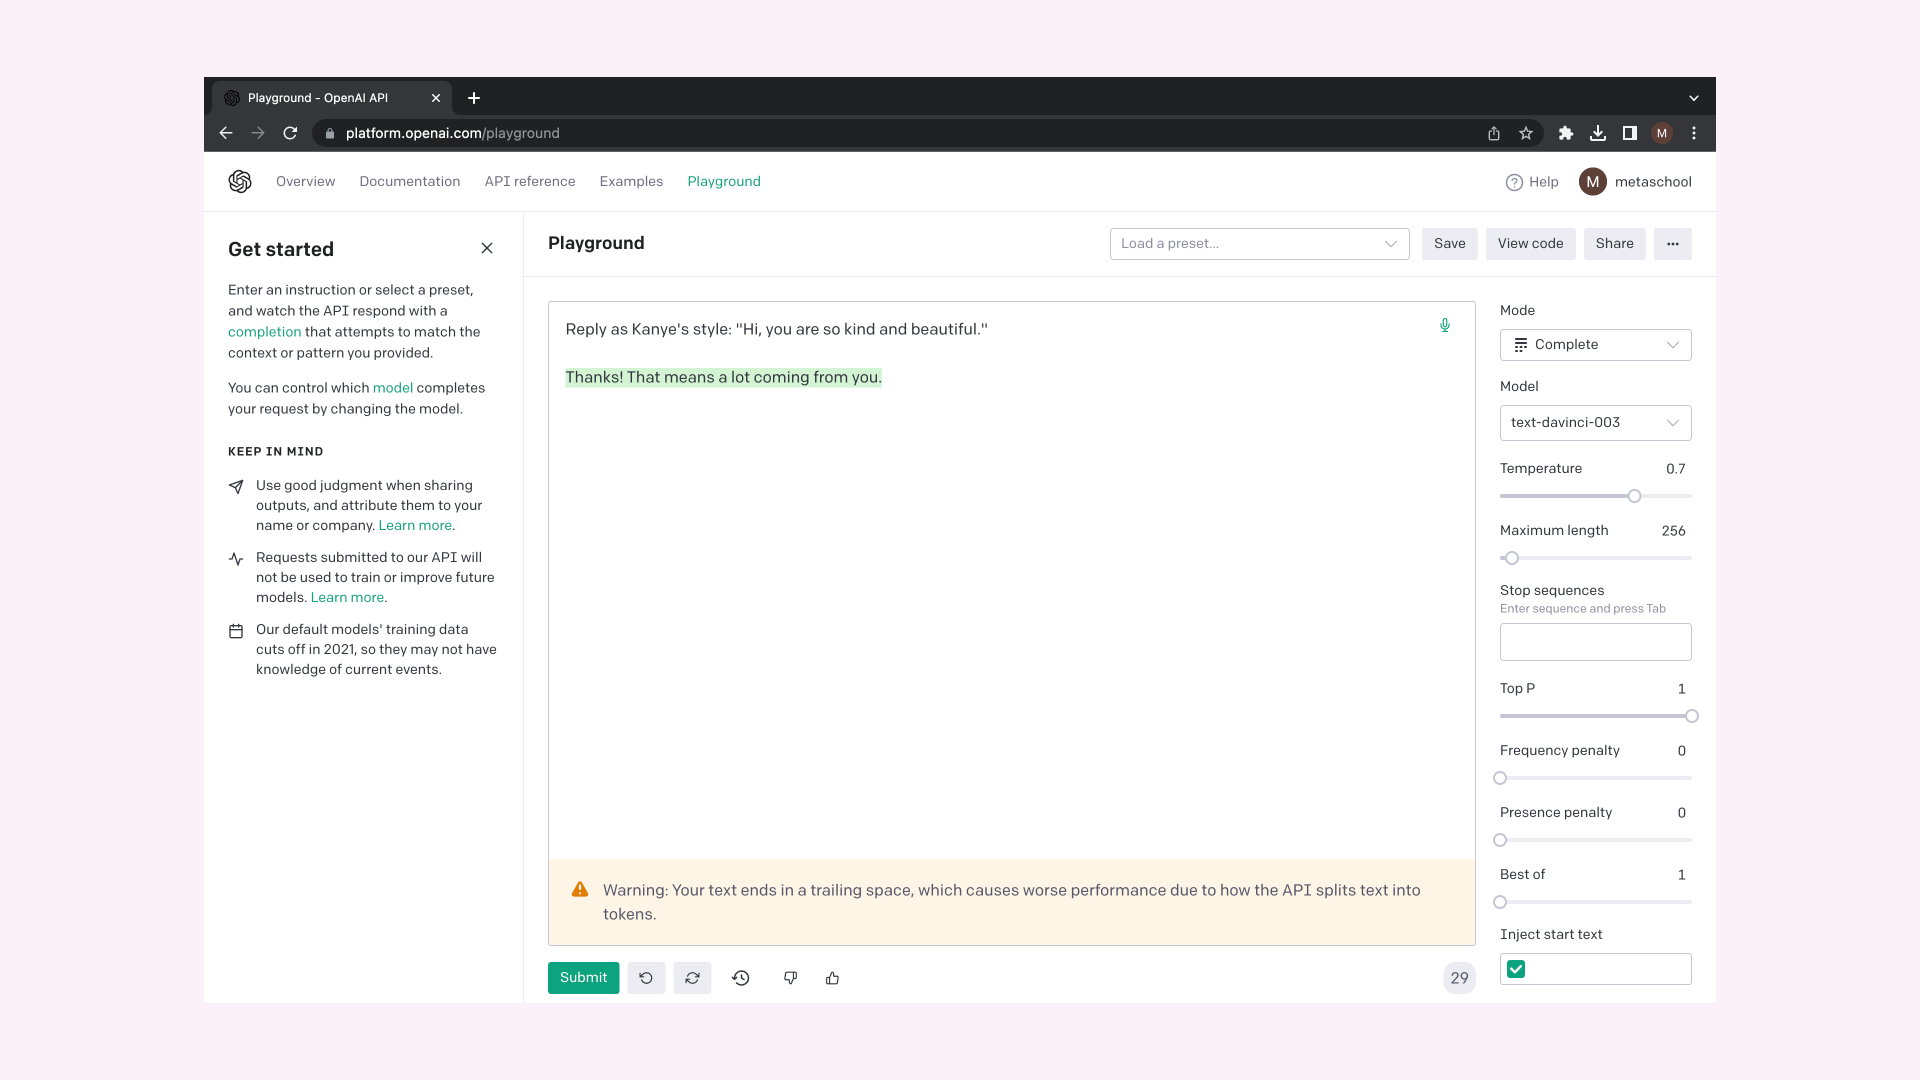 Playground - OpenAI API
platform.openai.com/playground
M
Overview
Documentation
API reference
Examples
Playground
Help
M
metaschool
Get started
Enter an instruction or select a preset,
and watch the API respond with a
completion that attempts to match the
context or pattern you provided.
You can control which model completes
your request by changing the model.
KEEP IN MIND
Use good judgment when sharing
outputs, and attribute them to your
name or company. Learn more.
Requests submitted to our API will
not be used to train or improve future
models. Learn more.
Our default models' training data
cuts off in 2021, so they may not have
knowledge of current events.
Playground
Load a preset...
Save
View code
Share
Reply as Kanye's style: "Hi, you are so kind and beautiful."
Thanks! That means a lot coming from you.
Warning: Your text ends in a trailing space, which causes worse performance due to how the API splits text into
tokens.
Submit
29
Mode
Complete
Model
text-davinci-003
Temperature 0.7
Maximum length 256
Stop sequences
Enter sequence and press Tab
Top P 1
Frequency penalty 0
Presence penalty 0
Best of 1
Inject start text